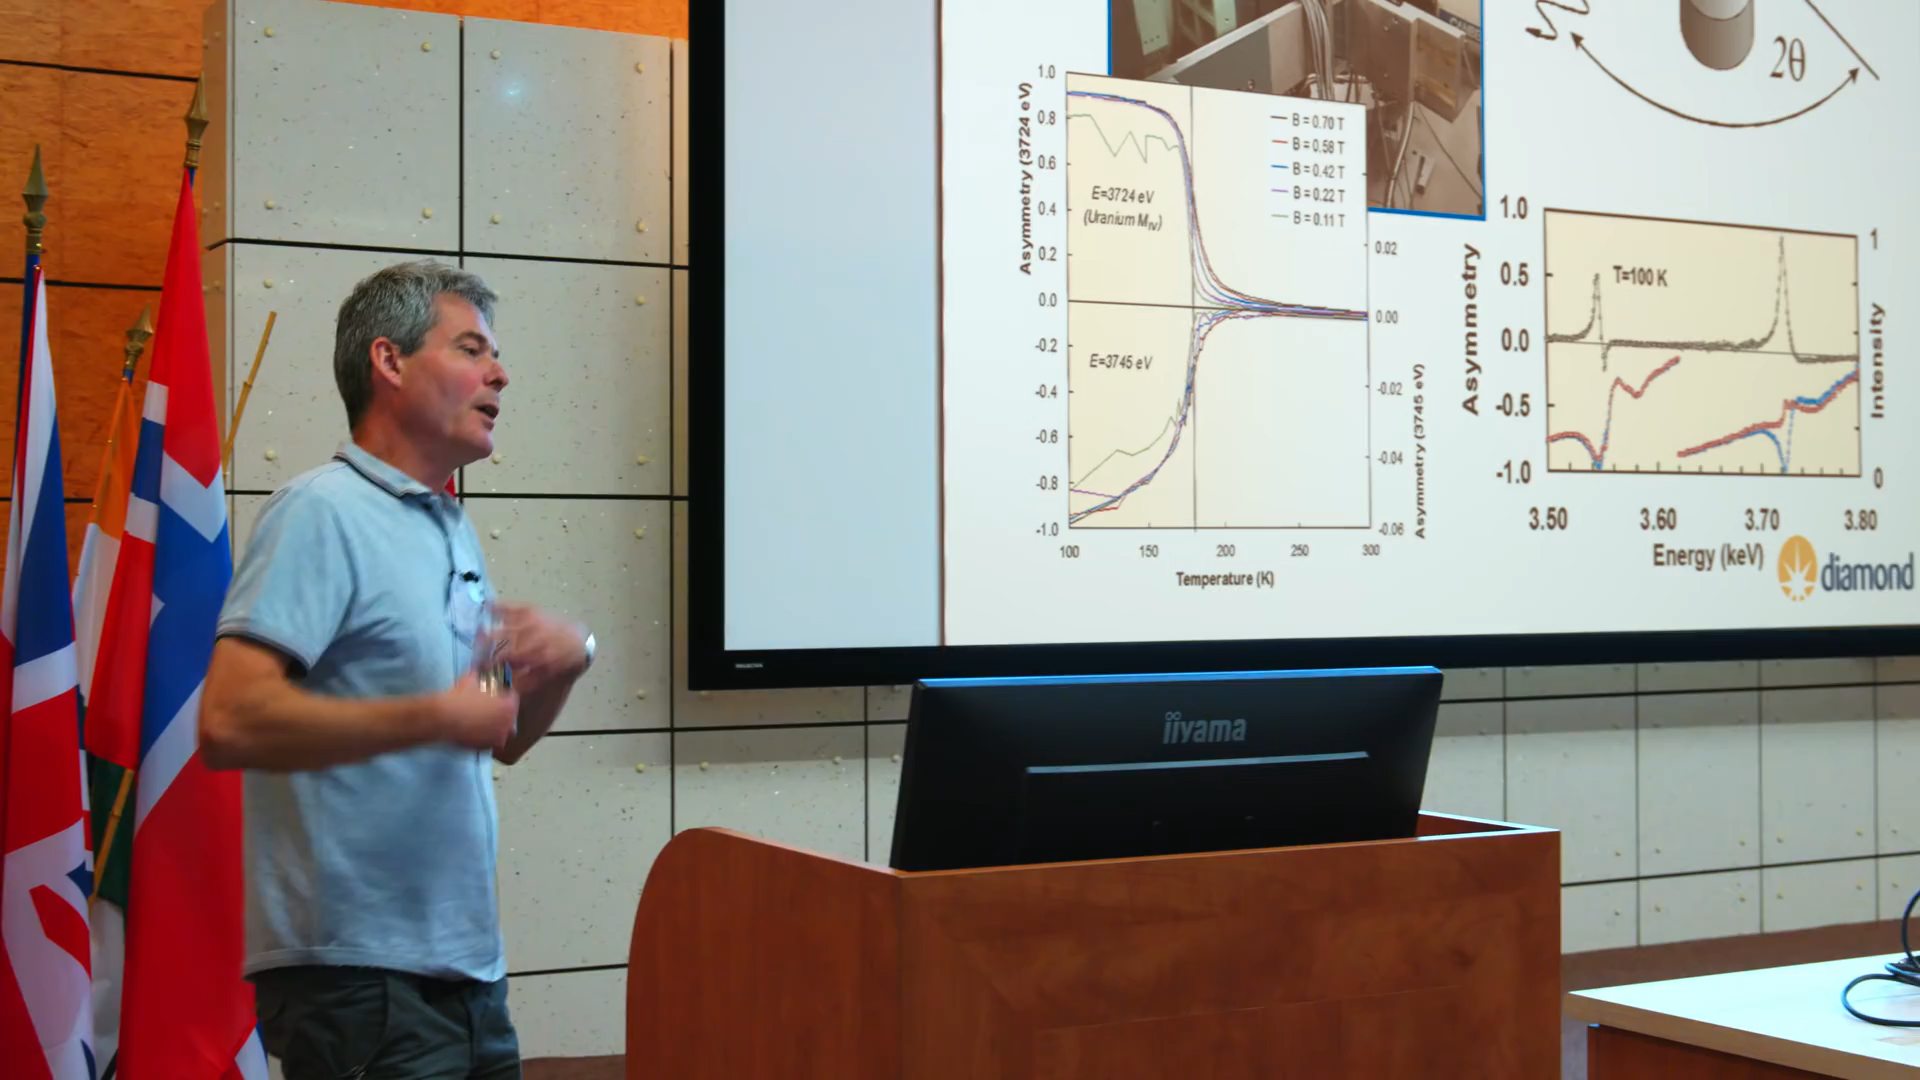 2θ
1.0
0.8
0.6
0.4
0.2
0.0
-0.2
-0.4
-0.6
-0.8
-1.0
Asymmetry (3724 eV)
E=3724 eV
(Uranium MIV)
E=3745 eV
B = 0.70 T
B = 0.58 T
B = 0.42 T
B = 0.22 T
B = 0.11 T
0.02
0.00
-0.02
-0.04
-0.06
Asymmetry (3745 eV)
100 150 200 250 300
Temperature (K)
1.0
0.5
0.0
-0.5
-1.0
Asymmetry
T=100 K
1
0
Intensity
3.50 3.60 3.70 3.80
Energy (keV)
diamond
iiyama